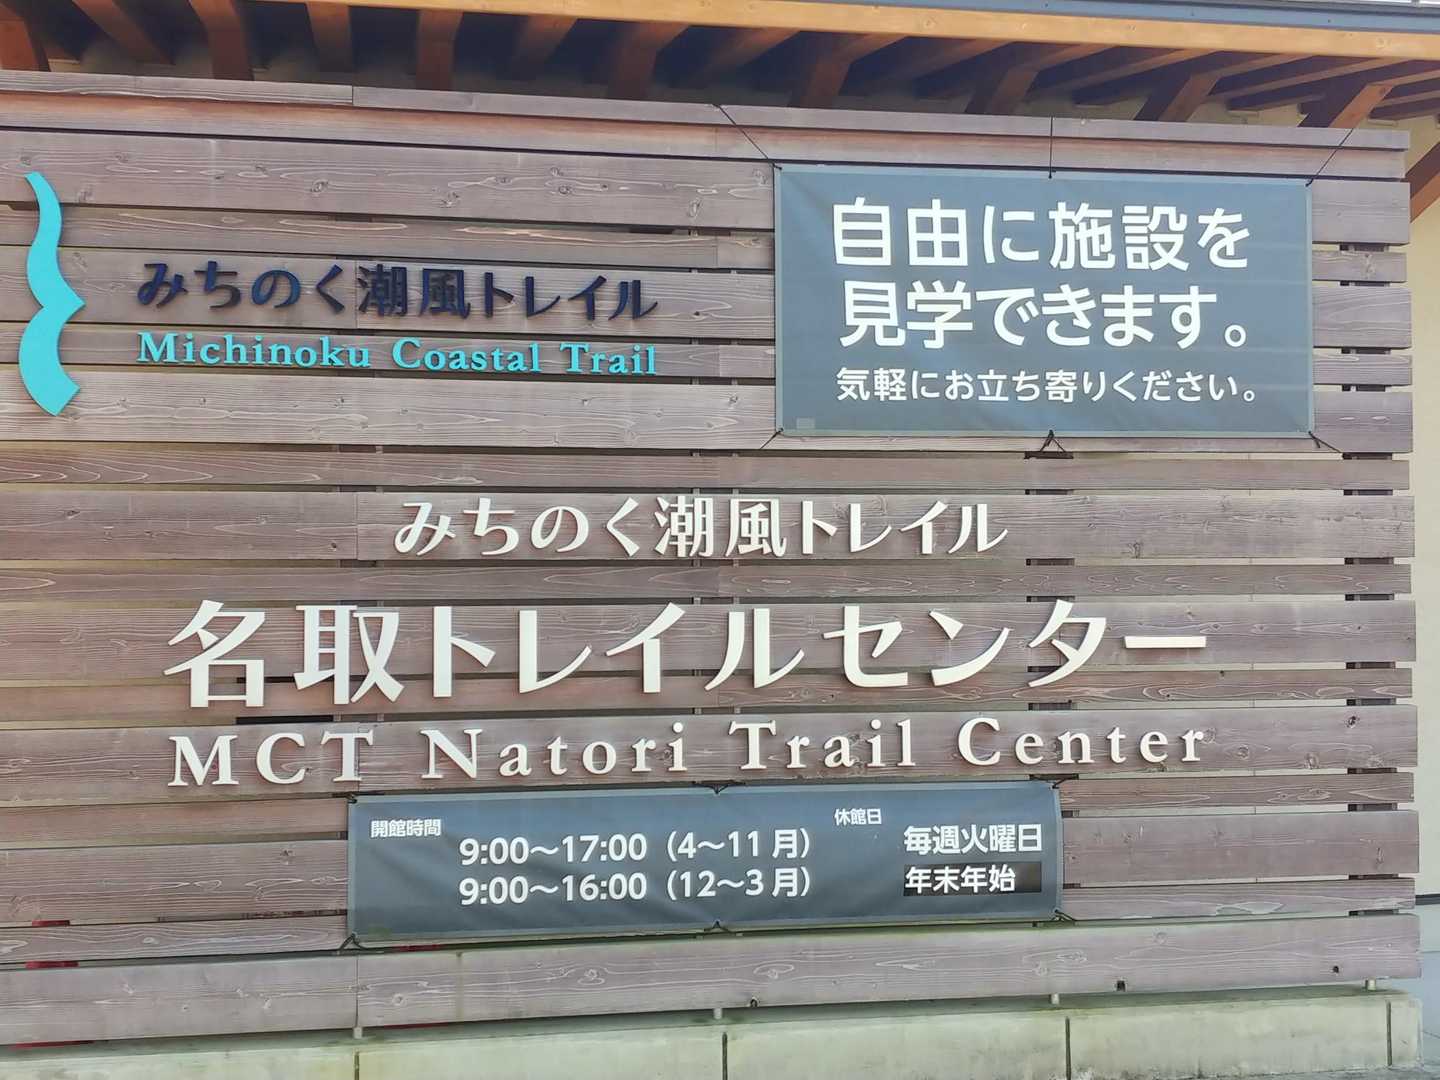 みちのく潮風トレイル
Michinoku Coastal Trail
自由に施設を
見学できます。
気軽にお立ち寄りください。
みちのく潮風トレイル
名取トレイルセンター
MCT Natori Trail Center
開館時間
9:00〜17:00（4〜11月）
9:00〜16:00（12〜3月）
休館日
毎週火曜日
年末年始